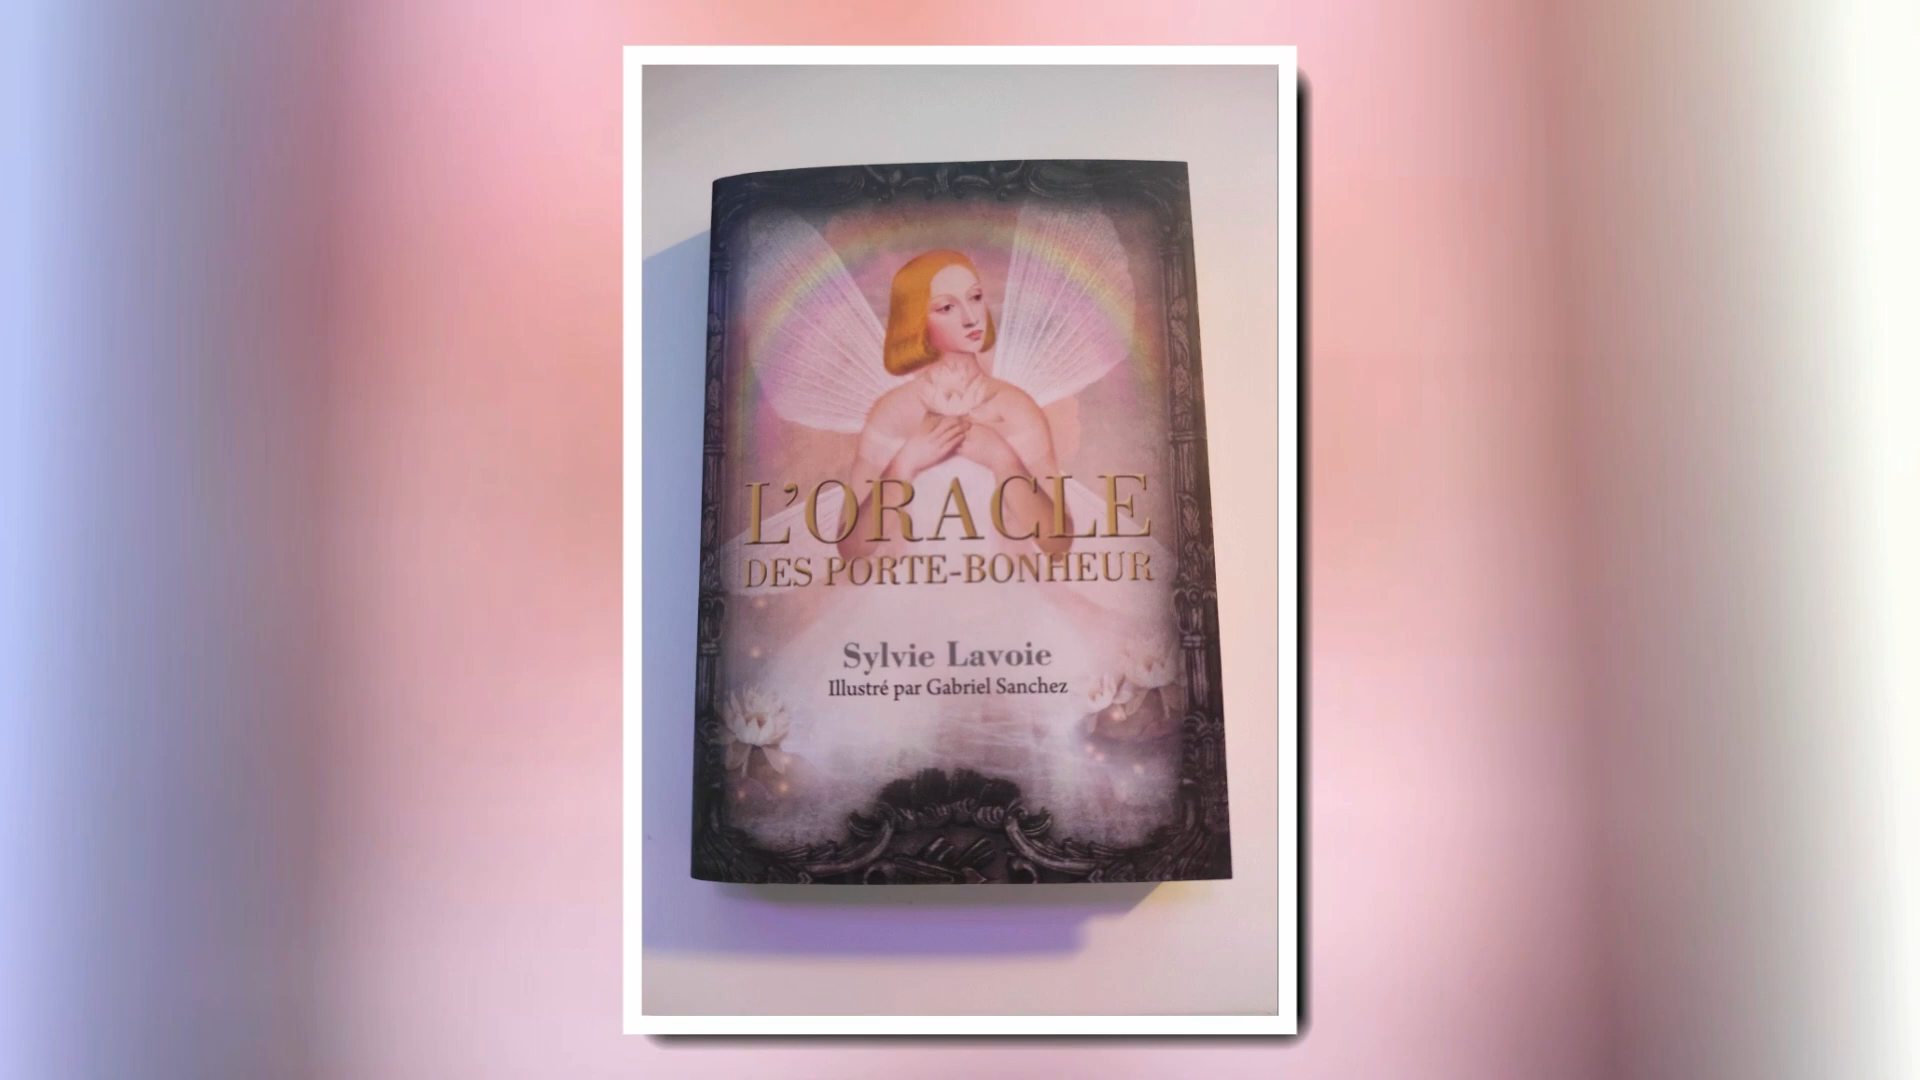 L'ORACLE
DES PORTE-BONHEUR
Sylvie Lavoie
Illustré par Gabriel Sanchez